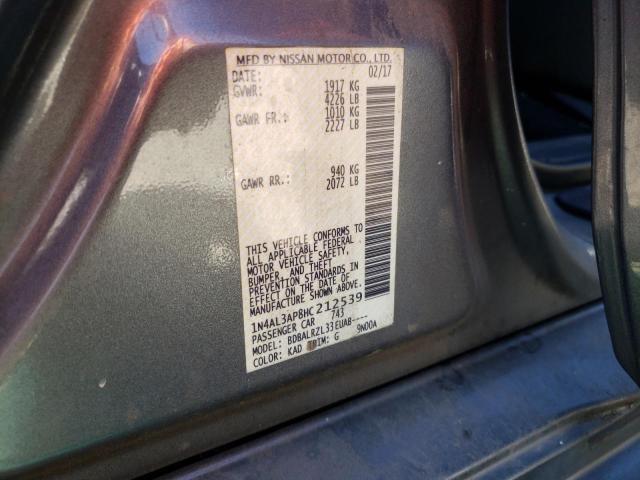 MFD BY NISSAN MOTOR CO., LTD.
DATE: 02/17
GVWR: 1917 KG
4226 LB
GAWR FR.: 1010 KG
2227 LB
GAWR RR.: 940 KG
2072 LB
THIS VEHICLE CONFORMS TO
ALL APPLICABLE FEDERAL
MOTOR VEHICLE SAFETY,
BUMPER, AND THEFT
PREVENTION STANDARDS IN
EFFECT ON THE DATE OF
MANUFACTURE SHOWN ABOVE.
1N4AL3AP8HC212539
PASSENGER CAR 743
MODEL: BDBALRZL33EUAB----
COLOR: KAD TRIM: G 9N00A